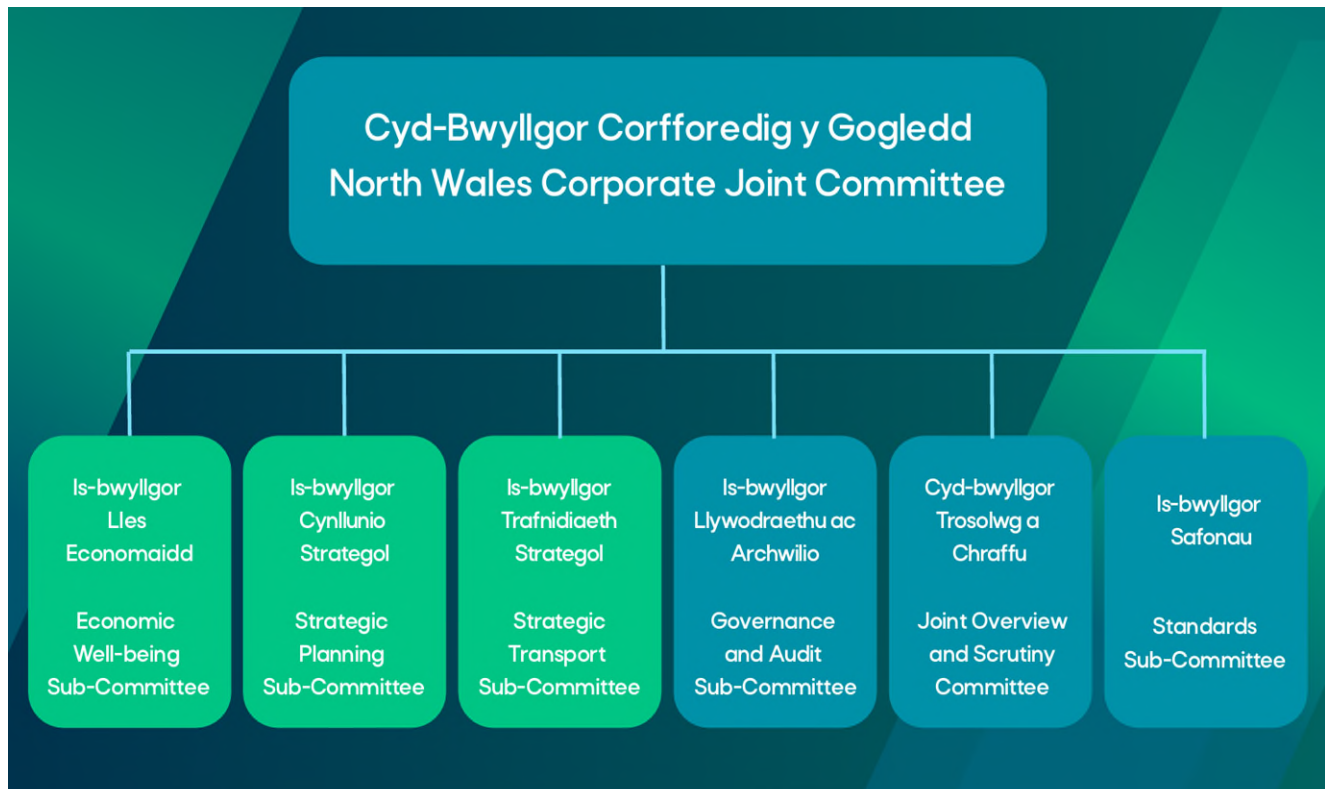 Cyd-Bwyllgor Corfforedig y Gogledd
North Wales Corporate Joint Committee
Is-bwyllgor
Lles
Economaidd
Economic
Well-being
Sub-Committee
Is-bwyllgor
Cynllunio
Strategol
Strategic
Planning
Sub-Committee
Is-bwyllgor
Trafnidiaeth
Strategol
Strategic
Transport
Sub-Committee
Is-bwyllgor
Llywodraethu ac
Archwilio
Governance
and Audit
Sub-Committee
Cyd-bwyllgor
Trosolwg a
Chraffu
Joint Overview
and Scrutiny
Committee
Is-bwyllgor
Safonau
Standards
Sub-Committee